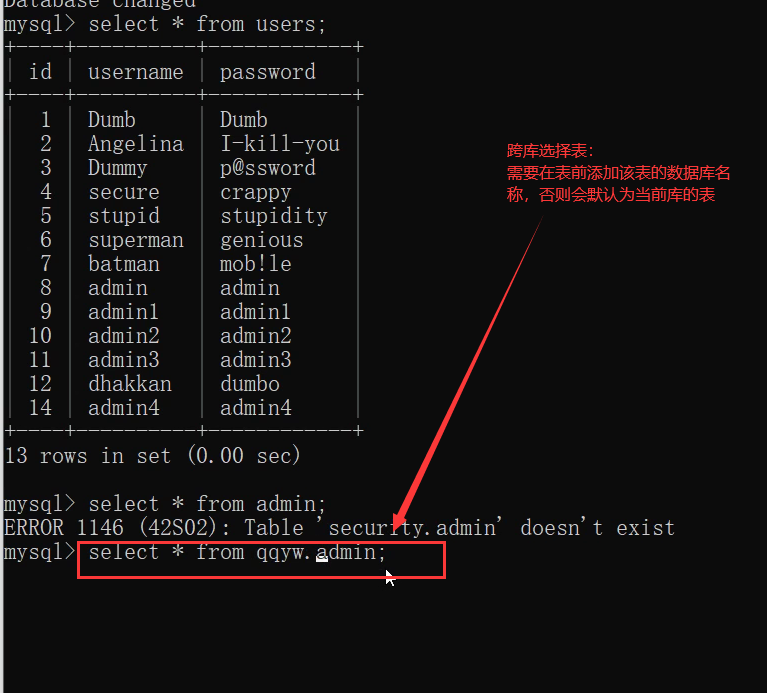 Database changed
mysql> select * from users;
+----+----------+------------+
| id | username | password   |
+----+----------+------------+
|  1 | Dumb     | Dumb       |
|  2 | Angelina | I-kill-you |
|  3 | Dummy    | p@ssword   |
|  4 | secure   | crappy     |
|  5 | stupid   | stupidity  |
|  6 | superman | genious    |
|  7 | batman   | mob!le     |
|  8 | admin    | admin      |
|  9 | admin1   | admin1     |
| 10 | admin2   | admin2     |
| 11 | admin3   | admin3     |
| 12 | dhakkan  | dumbo      |
| 14 | admin4   | admin4     |
+----+----------+------------+
13 rows in set (0.00 sec)
mysql> select * from admin;
ERROR 1146 (42S02): Table 'security.admin' doesn't exist
mysql> select * from qqyw.admin;
跨库选择表：
需要在表前添加该表的数据库名
称，否则会默认为当前库的表